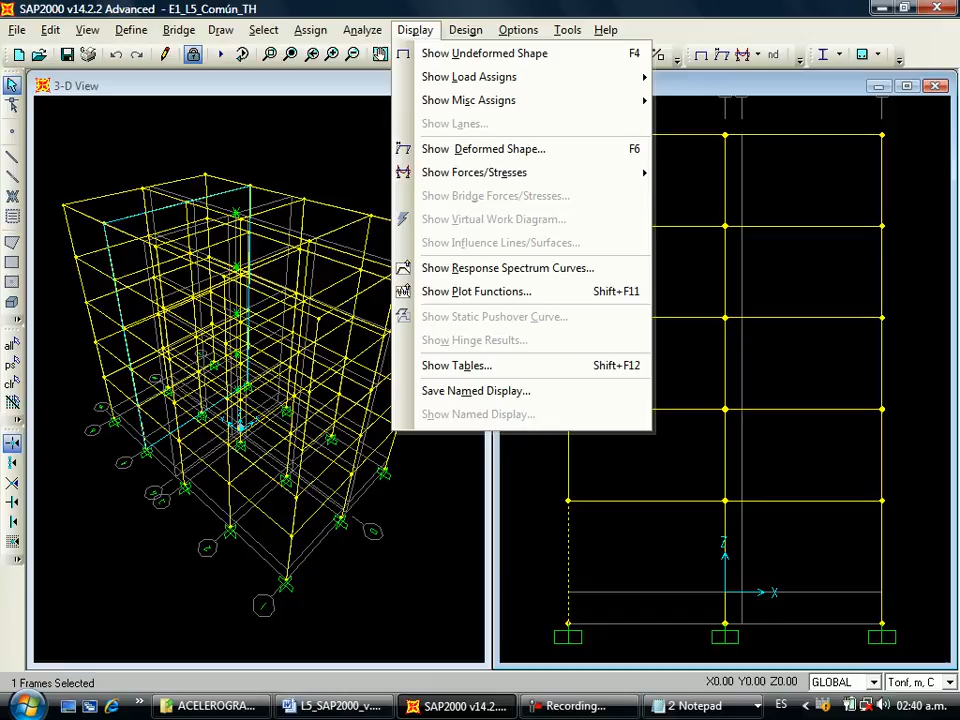 SAP2000 v14.2.2 Advanced - E1_L5_Común_TH
File Edit View Define Bridge Draw Select Assign Analyze Display Design Options Tools Help
nd
3-D View
Show Undeformed Shape F4
Show Load Assigns
Show Misc Assigns
Show Lanes...
Show Deformed Shape... F6
Show Forces/Stresses
Show Bridge Forces/Stresses...
Show Virtual Work Diagram...
Show Influence Lines/Surfaces...
Show Response Spectrum Curves...
Show Plot Functions... Shift+F11
Show Static Pushover Curve...
Show Hinge Results...
Show Tables... Shift+F12
Save Named Display...
Show Named Display...
all
ps
clr
Z
X
1 Frames Selected
X0.00 Y0.00 Z0.00
GLOBAL
Tonf, m, C
ACELEROGRA...
L5_SAP2000_v...
SAP2000 v14.2....
Recording...
2 Notepad
ES
02:40 a.m.